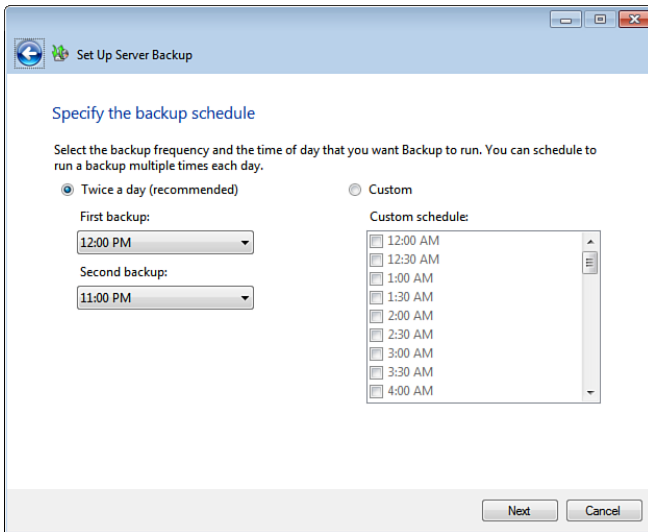 Set Up Server Backup
Specify the backup schedule
Select the backup frequency and the time of day that you want Backup to run. You can schedule to
run a backup multiple times each day.
Twice a day (recommended)
First backup:
12:00 PM
Second backup:
11:00 PM
Custom
Custom schedule:
12:00 AM
12:30 AM
1:00 AM
1:30 AM
2:00 AM
2:30 AM
3:00 AM
3:30 AM
4:00 AM
Next
Cancel